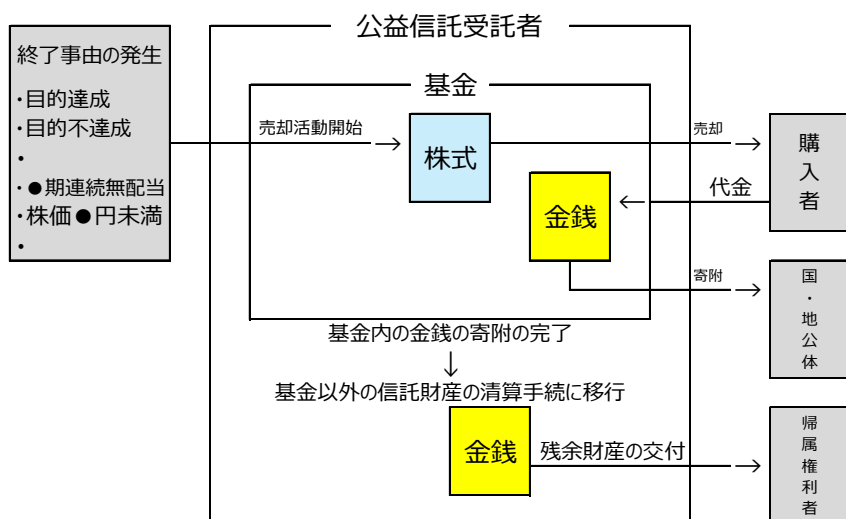 公益信託受託者
終了事由の発生
・目的達成
・目的不達成
・
・●期連続無配当
・株価●円未満
・
基金
売却活動開始
株式
売却
購入者
代金
金銭
寄附
国・地公体
基金内の金銭の寄附の完了
↓
基金以外の信託財産の清算手続に移行
金銭
残余財産の交付
帰属権利者